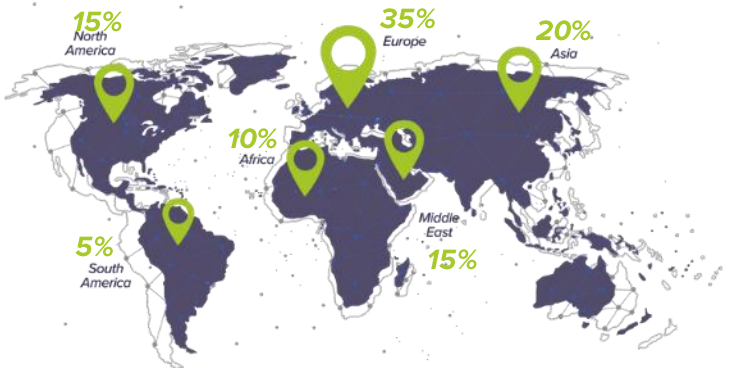 15%
North
America
35%
Europe
20%
Asia
10%
Africa
Middle
East
15%
5%
South
America